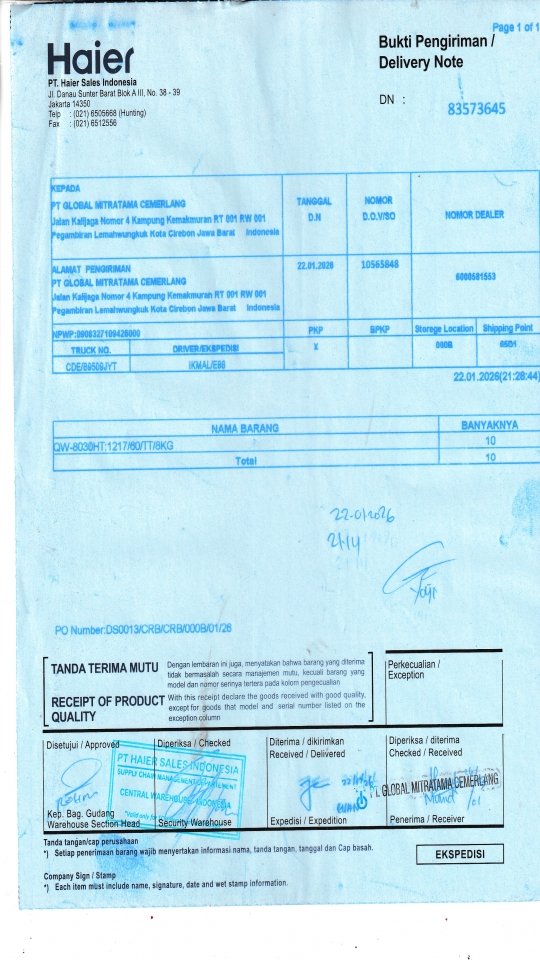 Page 1 of 1
Haier
Bukti Pengiriman /
Delivery Note
PT. Haier Sales Indonesia
Jl. Danau Sunter Barat Blok A III, No. 38 - 39
Jakarta 14350
Telp : (021) 6505668 (Hunting)
Fax : (021) 6512556
DN :
83573645
KEPADA
PT GLOBAL MITRATAMA CEMERLANG
Jalan Kalijaga Nomor 4 Kampung Kemakmuran RT 001 RW 001
Pegambiran Lemahwungkuk Kota Cirebon Jawa Barat Indonesia
TANGGAL
D.N
NOMOR
D.O.V/SO
NOMOR DEALER
ALAMAT PENGIRIMAN
PT GLOBAL MITRATAMA CEMERLANG
Jalan Kalijaga Nomor 4 Kampung Kemakmuran RT 001 RW 001
Pegambiran Lemahwungkuk Kota Cirebon Jawa Barat Indonesia
22.01.2026
10565848
6000581553
NPWP:0908327109426000
PKP
BPKP
Storege Location
Shipping Point
TRUCK NO.
DRIVER/EKSPEDISI
X
000B
CDE/B9509JYT
IKMAL/E88
22.01.2026(21:28:44)
NAMA BARANG
BANYAKNYA
QW-8030HT:1217/60/TT/8KG
10
Total
10
22-01-2026
21:14
Yogi
PO Number:DS0013/CRB/CRB/000B/01/26
TANDA TERIMA MUTU
Dengan lembaran ini juga, menyatakan bahwa barang yang diterima
tidak bermasalah secara manajemen mutu, kecuali barang yang
model dan nomor serinya tertera pada kolom pengecualian
RECEIPT OF PRODUCT
QUALITY
With this receipt declare the goods received with good quality,
except for goods that model and serial number listed on the
exception column
Perkecualian /
Exception
Disetujui / Approved
Diperiksa / Checked
Diterima / dikirimkan
Received / Delivered
Diperiksa / diterima
Checked / Received
PT HAIER SALES INDONESIA
SUPPLY CHAIN MANAGEMENT DEPARTEMENT
CENTRAL WAREHOUSE - INDONESIA
PT. GLOBAL MITRATAMA CEMERLANG
Kep. Bag. Gudang
Warehouse Section Head
Security Warehouse
Expedisi / Expedition
Penerima / Receiver
Tanda tangan/cap perusahaan
*) Setiap penerimaan barang wajib menyertakan informasi nama, tanda tangan, tanggal dan Cap basah.
EKSPEDISI
Company Sign / Stamp
*) Each item must include name, signature, date and wet stamp information.